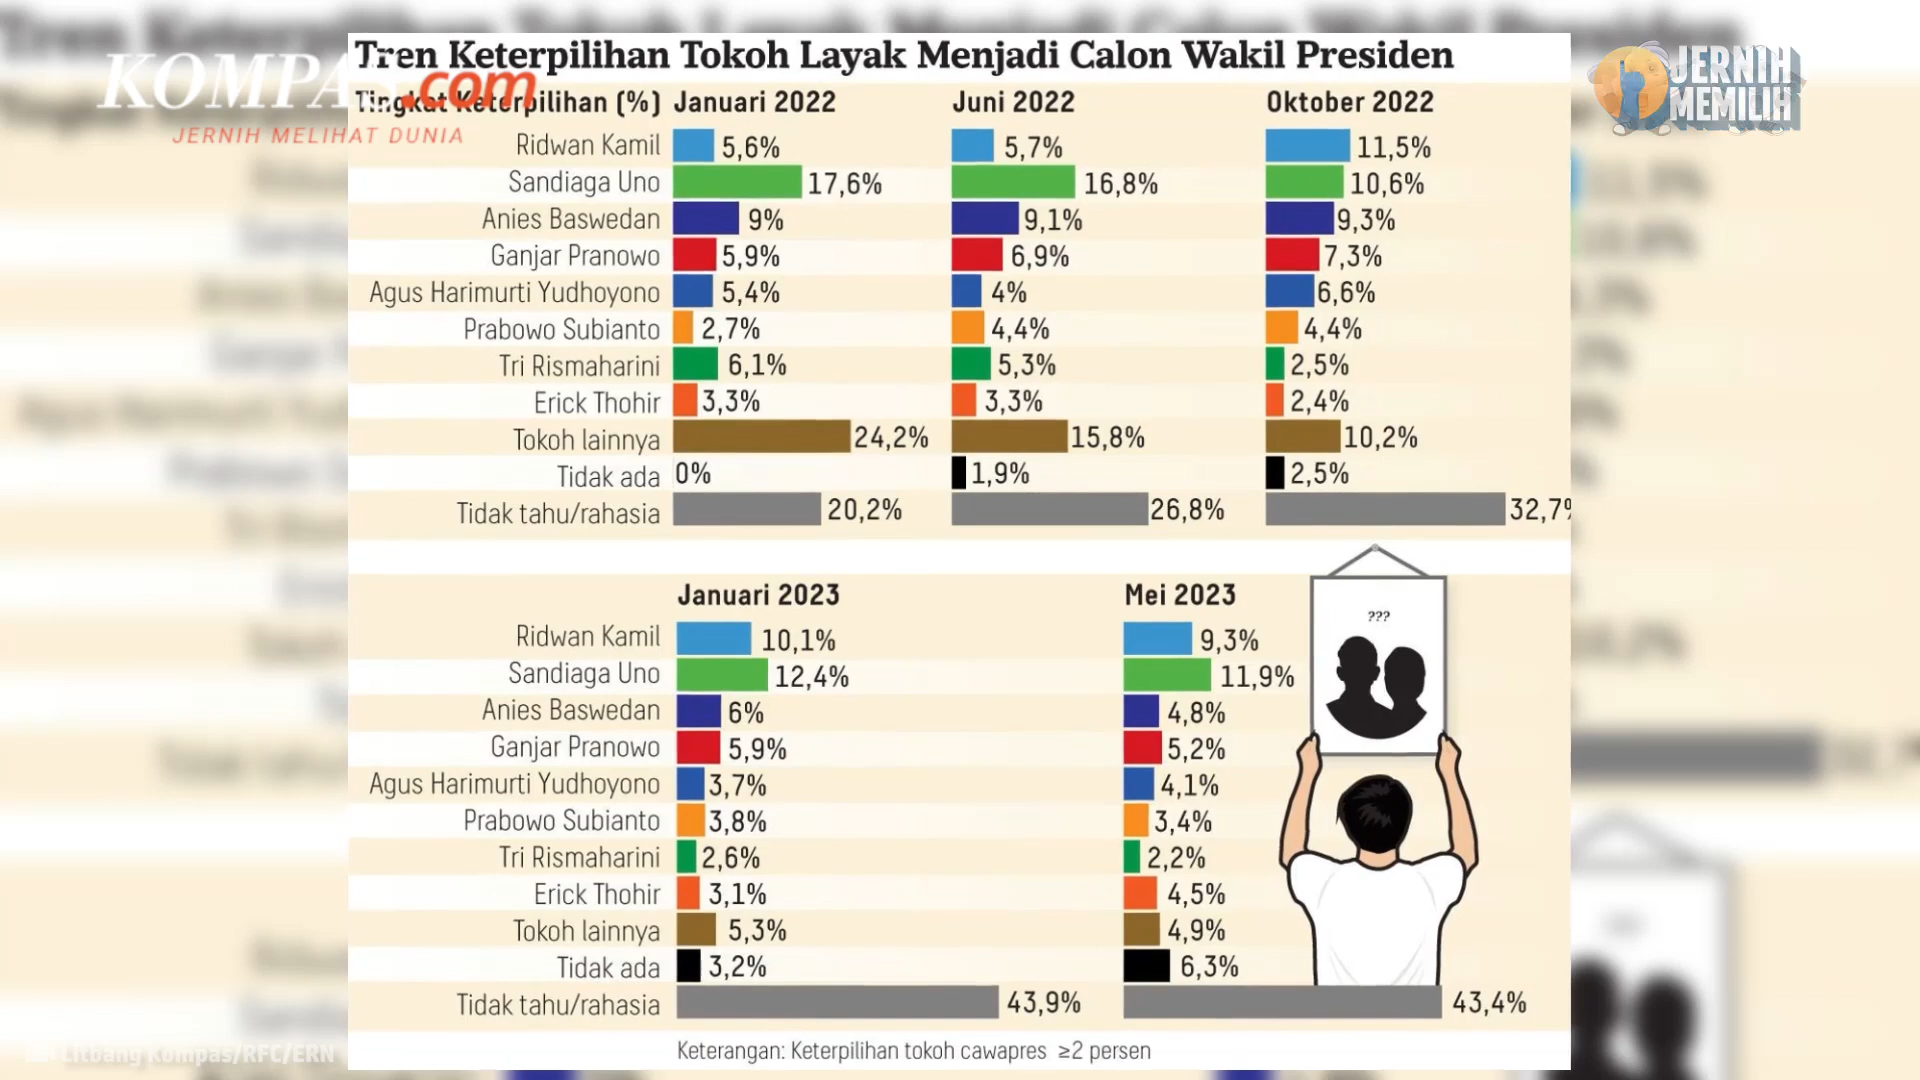 Tren Keterpilihan Tokoh Layak Menjadi Calon Wakil Presiden
KOMPAS.com
JERNIH MELIHAT DUNIA
JERNIH
MEMILIH
Tingkat Keterpilihan (%) Januari 2022 Juni 2022 Oktober 2022
Ridwan Kamil 5,6% 5,7% 11,5%
Sandiaga Uno 17,6% 16,8% 10,6%
Anies Baswedan 9% 9,1% 9,3%
Ganjar Pranowo 5,9% 6,9% 7,3%
Agus Harimurti Yudhoyono 5,4% 4% 6,6%
Prabowo Subianto 2,7% 4,4% 4,4%
Tri Rismaharini 6,1% 5,3% 2,5%
Erick Thohir 3,3% 3,3% 2,4%
Tokoh lainnya 24,2% 15,8% 10,2%
Tidak ada 0% 1,9% 2,5%
Tidak tahu/rahasia 20,2% 26,8% 32,7%
Januari 2023 Mei 2023
???
Ridwan Kamil 10,1% 9,3%
Sandiaga Uno 12,4% 11,9%
Anies Baswedan 6% 4,8%
Ganjar Pranowo 5,9% 5,2%
Agus Harimurti Yudhoyono 3,7% 4,1%
Prabowo Subianto 3,8% 3,4%
Tri Rismaharini 2,6% 2,2%
Erick Thohir 3,1% 4,5%
Tokoh lainnya 5,3% 4,9%
Tidak ada 3,2% 6,3%
Tidak tahu/rahasia 43,9% 43,4%
Keterangan: Keterpilihan tokoh cawapres ≥2 persen
Litbang Kompas/RFC/ERN